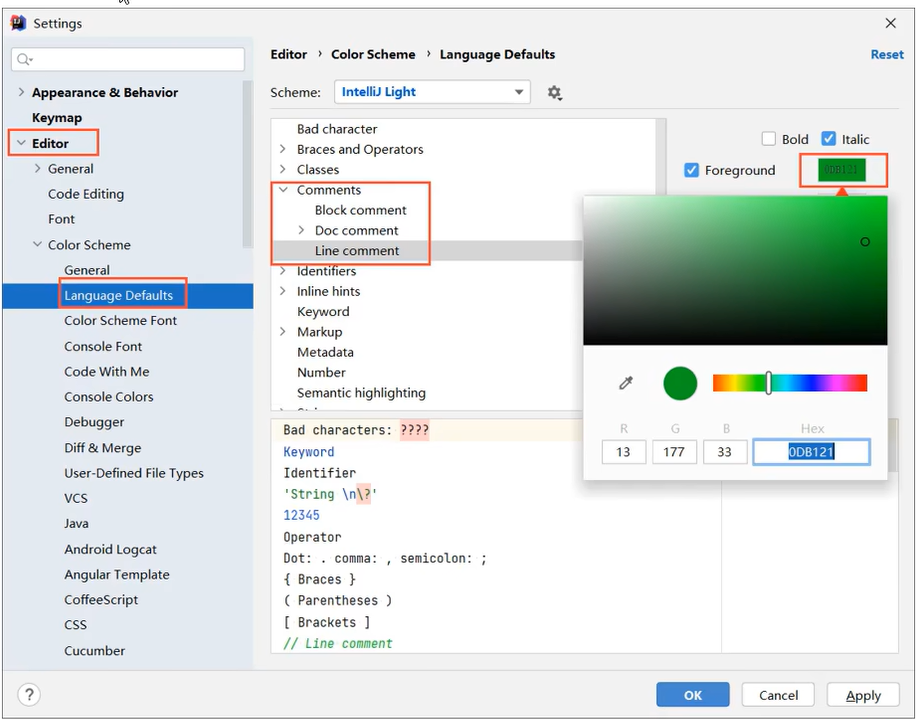 Settings
Appearance & Behavior
Keymap
Editor
General
Code Editing
Font
Color Scheme
General
Language Defaults
Color Scheme Font
Console Font
Code With Me
Console Colors
Debugger
Diff & Merge
User-Defined File Types
VCS
Java
Android Logcat
Angular Template
CoffeeScript
CSS
Cucumber
Editor › Color Scheme › Language Defaults
Reset
Scheme: IntelliJ Light
Bad character
Braces and Operators
Classes
Comments
Block comment
Doc comment
Line comment
Identifiers
Inline hints
Keyword
Markup
Metadata
Number
Semantic highlighting
Bold Italic
Foreground 0DB121
R G B Hex
13 177 33 0DB121
Bad characters: ????
Keyword
Identifier
'String \n\?'
12345
Operator
Dot: . comma: , semicolon: ;
{ Braces }
( Parentheses )
[ Brackets ]
// Line comment
? OK Cancel Apply